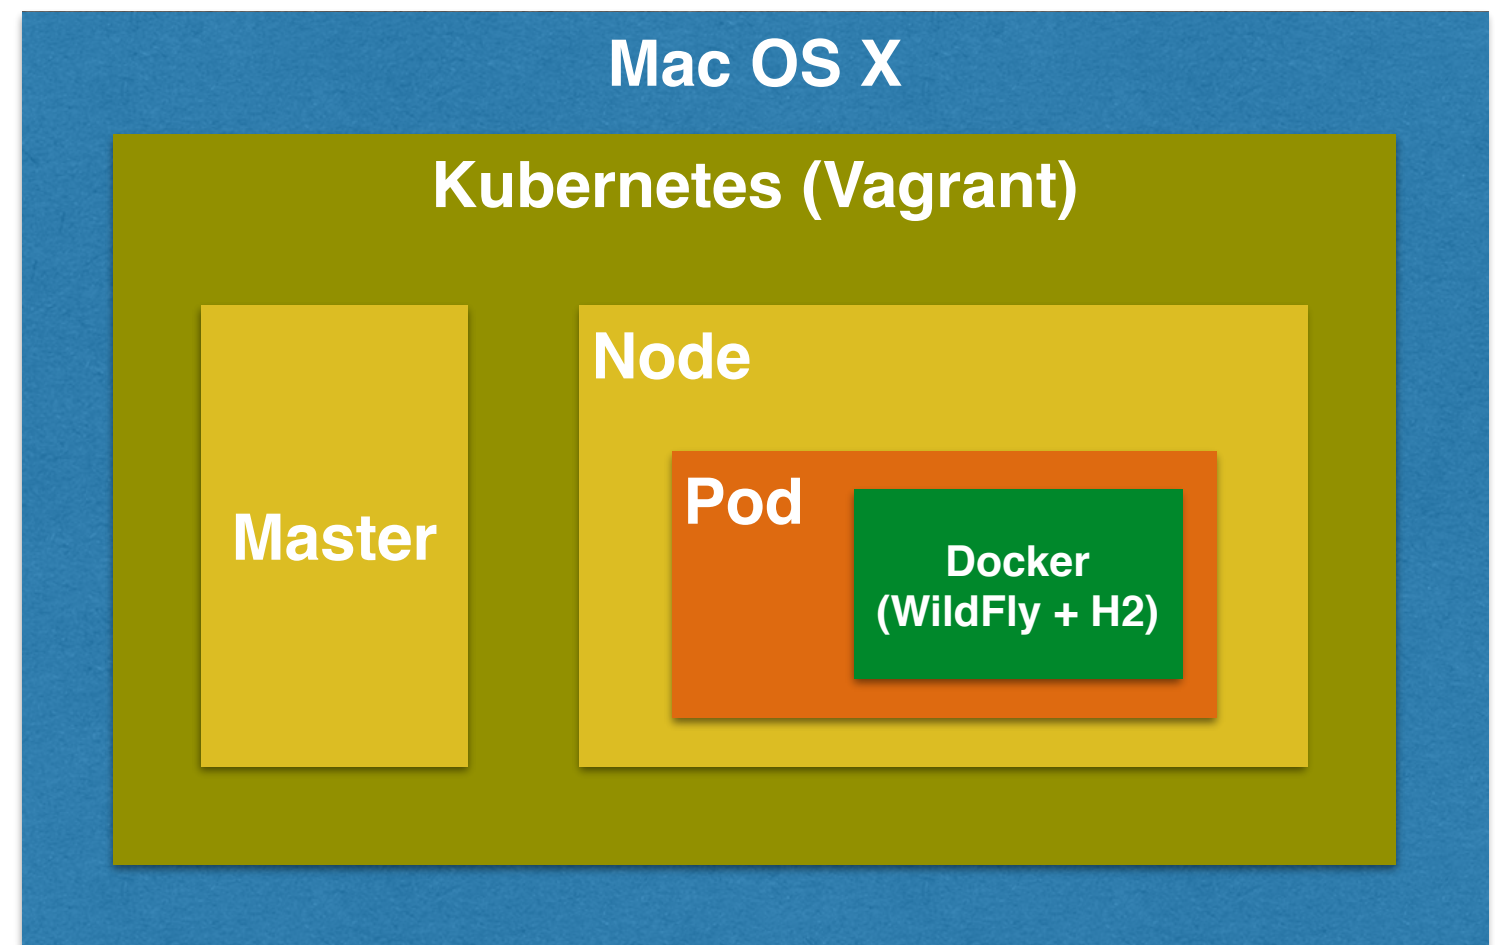 Mac OS X
Kubernetes (Vagrant)
Node
Pod
Master
Docker
(WildFly + H2)